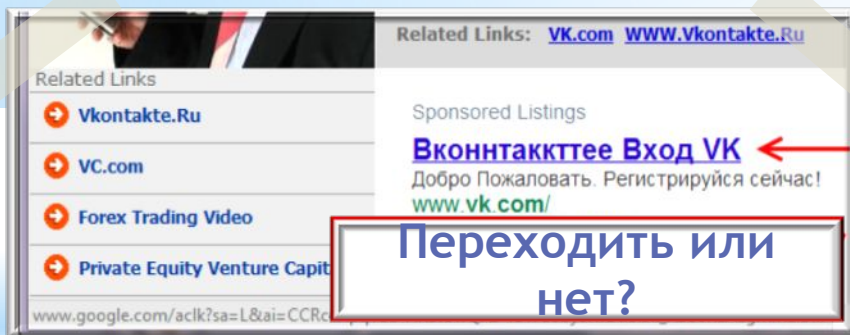 Related Links: VK.com WWW.Vkontakte.Ru
Related Links
Vkontakte.Ru
VC.com
Forex Trading Video
Private Equity Venture Capit
Sponsored Listings
Вконнтаккттее Вход VK
Добро Пожаловать. Регистрируйся сейчас!
www.vk.com/
Переходить или
нет?
www.google.com/aclk?sa=L&ai=CCRc